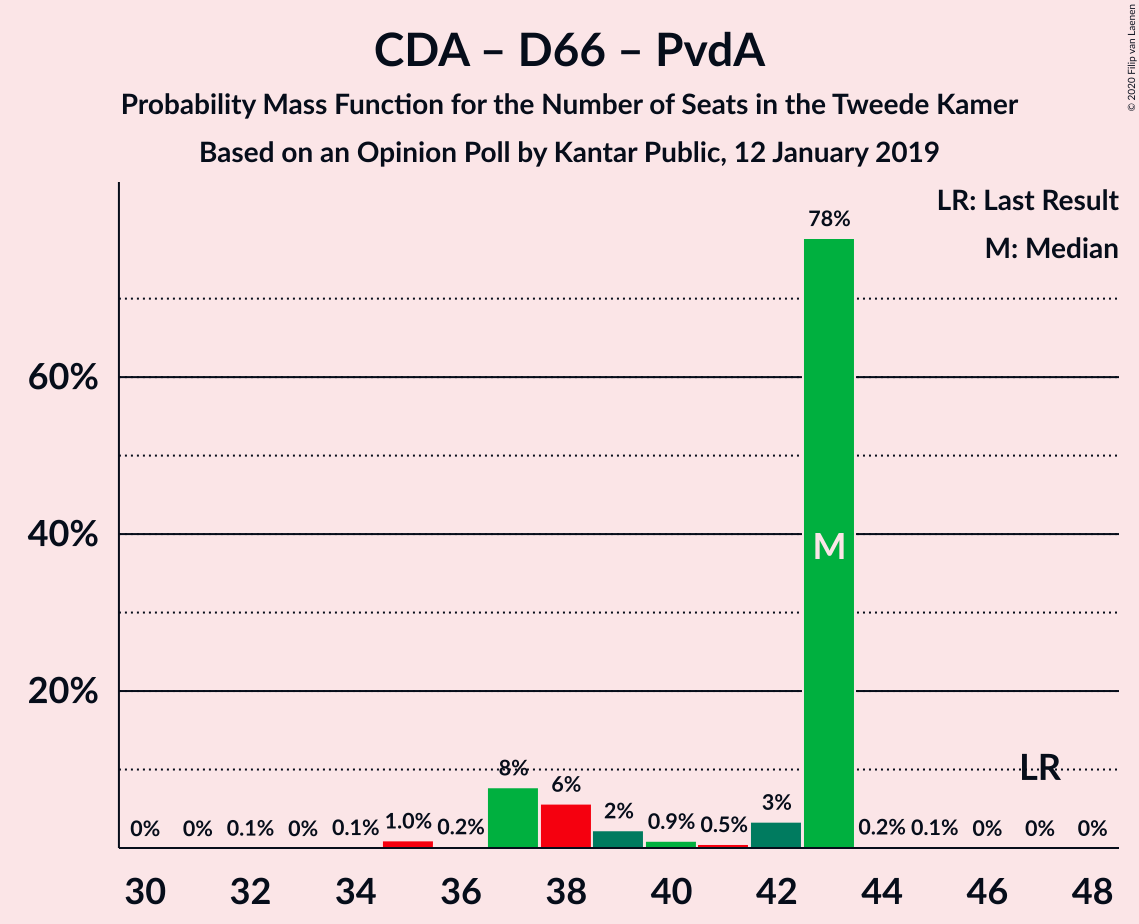 CDA – D66 – PvdA
Probability Mass Function for the Number of Seats in the Tweede Kamer
Based on an Opinion Poll by Kantar Public, 12 January 2019
© 2020 Filip van Laenen
LR: Last Result
M: Median
78%
60%
40%
M
20%
LR
8%
6%
3%
0% 0% 0.1% 0% 0.1% 1.0% 0.2% 2% 0.9% 0.5% 0.2% 0.1% 0% 0% 0%
30 32 34 36 38 40 42 44 46 48